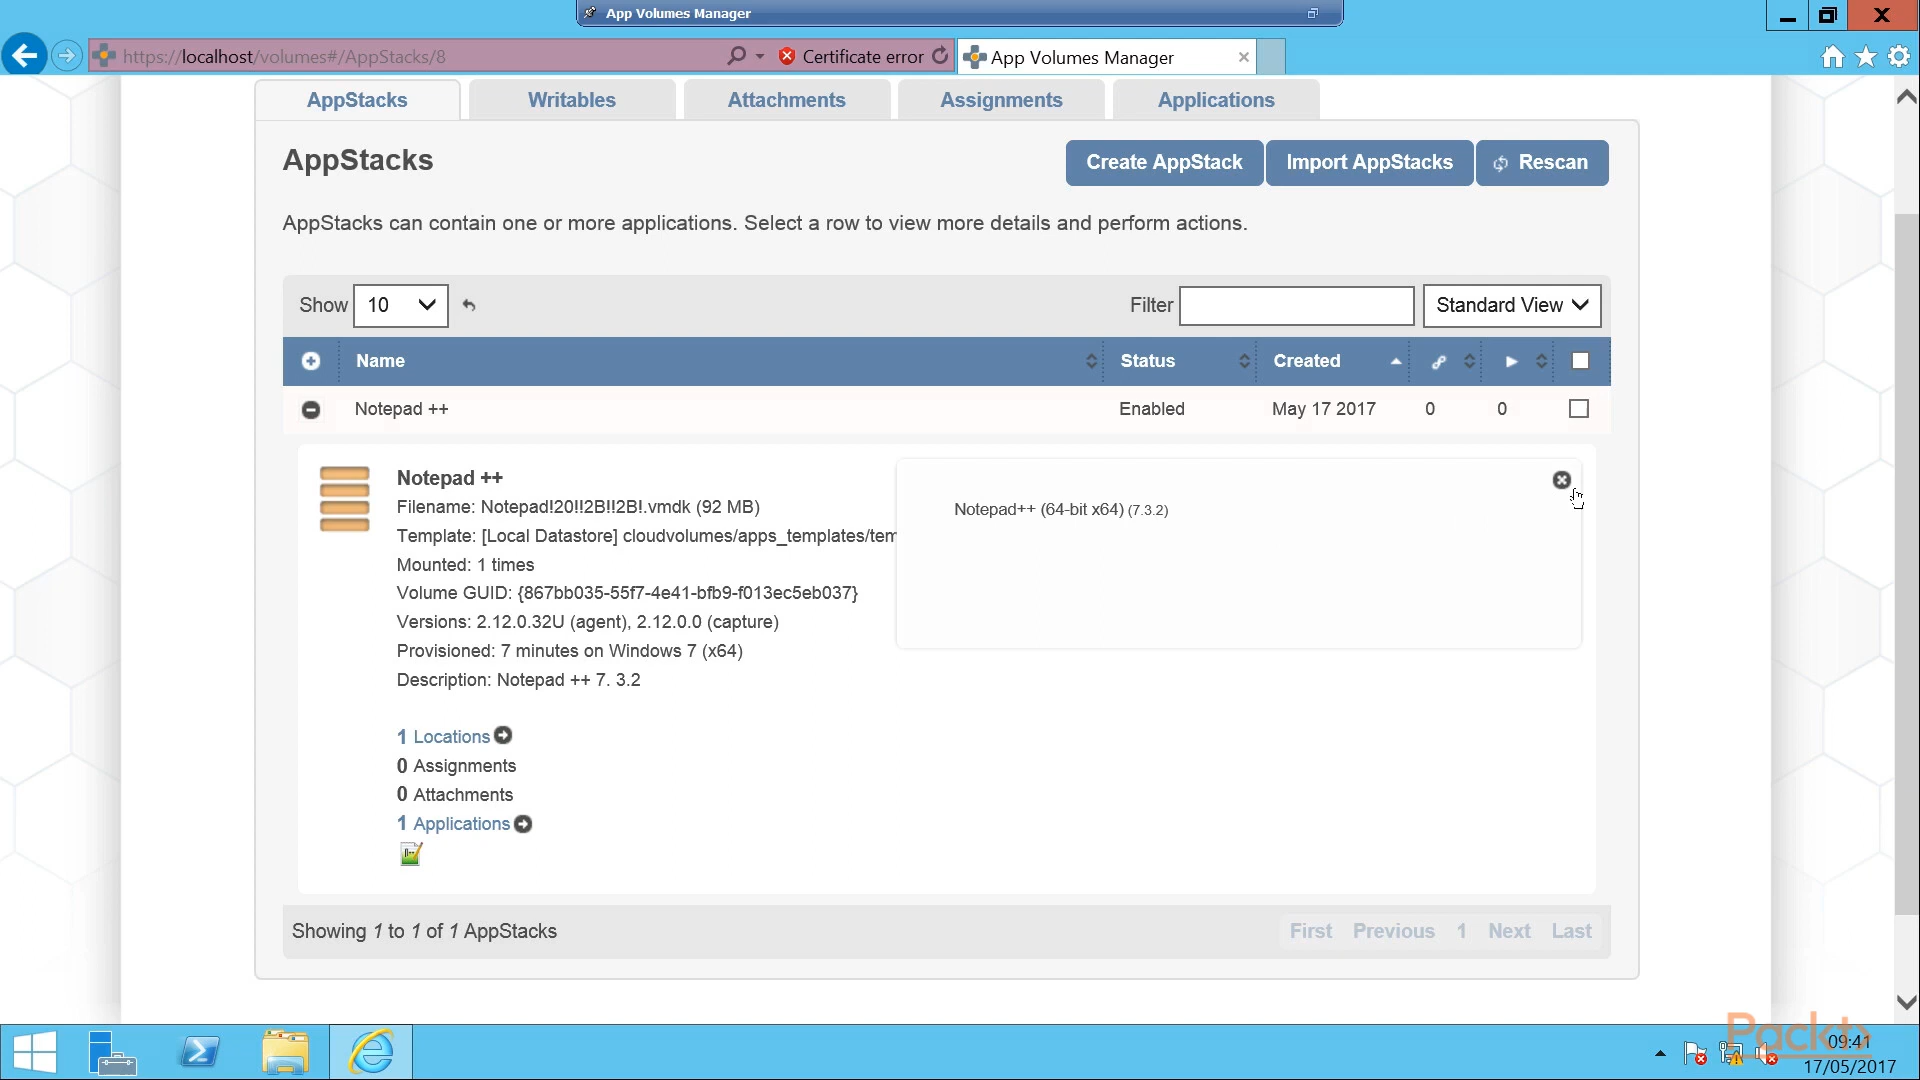 App Volumes Manager
https://localhost/volumes#/AppStacks/8
Certificate error
App Volumes Manager
AppStacks
Writables
Attachments
Assignments
Applications
AppStacks
Create AppStack
Import AppStacks
Rescan
AppStacks can contain one or more applications. Select a row to view more details and perform actions.
Show 10
Filter
Standard View
Name
Status
Created
Notepad ++
Enabled
May 17 2017
0
0
Notepad ++
Filename: Notepad!20!!2B!!2B!.vmdk (92 MB)
Template: [Local Datastore] cloudvolumes/apps_templates/tem
Mounted: 1 times
Volume GUID: {867bb035-55f7-4e41-bfb9-f013ec5eb037}
Versions: 2.12.0.32U (agent), 2.12.0.0 (capture)
Provisioned: 7 minutes on Windows 7 (x64)
Description: Notepad ++ 7. 3.2
Notepad++ (64-bit x64) (7.3.2)
1 Locations
0 Assignments
0 Attachments
1 Applications
Showing 1 to 1 of 1 AppStacks
First
Previous
1
Next
Last
Packt
09:41
17/05/2017